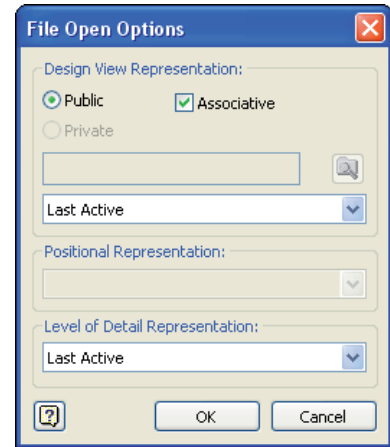 File Open Options
Design View Representation:
Public
Associative
Private
Last Active
Positional Representation:
Level of Detail Representation:
Last Active
OK
Cancel